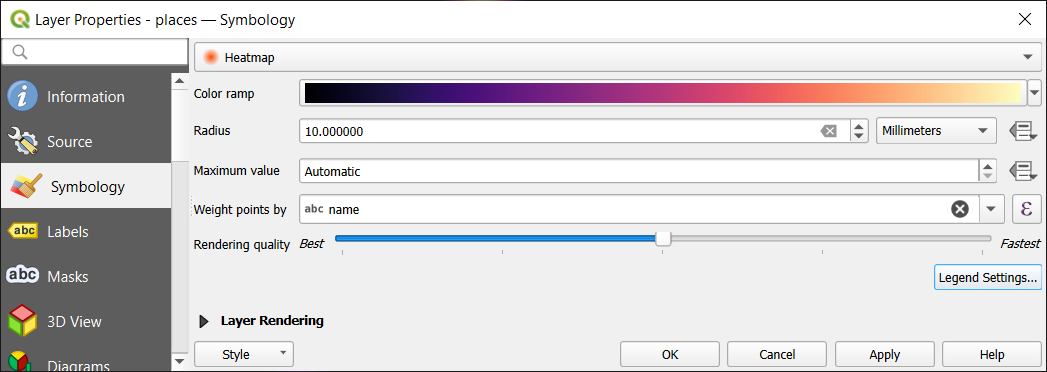 Layer Properties - places — Symbology
Heatmap
Information
Color ramp
Source
Radius
10.000000
Millimeters
Maximum value
Automatic
Symbology
Weight points by
abc name
ε
abc
Labels
Rendering quality
Best
Fastest
abc
Masks
Legend Settings...
3D View
Layer Rendering
Diagrams
Style
OK
Cancel
Apply
Help